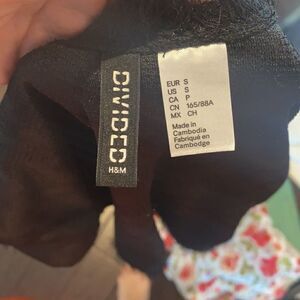 DIVIDED
H&M
EUR S
US S
CA P
CN 165/88A
MX CH
Made in
Cambodia
Fabriqué en
Cambodge